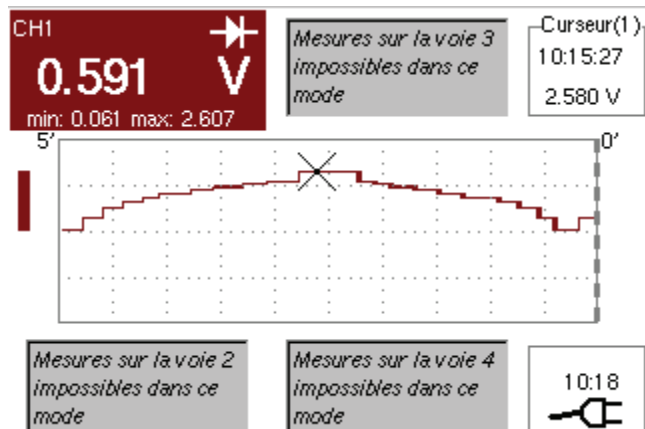 CH1
0.591 V
min: 0.061 max: 2.607
Mesures sur la voie 3
impossibles dans ce
mode
Curseur(1)
10:15:27
2.580 V
5'
0'
Mesures sur la voie 2
impossibles dans ce
mode
Mesures sur la voie 4
impossibles dans ce
mode
10:18